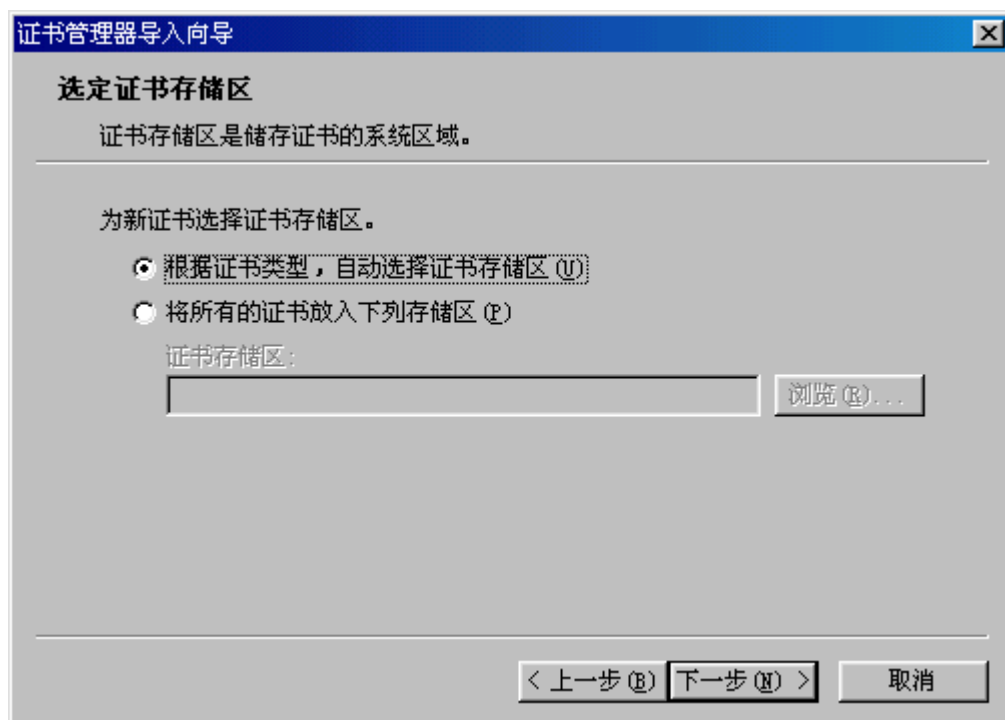 证书管理器导入向导
选定证书存储区
证书存储区是储存证书的系统区域。
为新证书选择证书存储区。
根据证书类型，自动选择证书存储区(U)
将所有的证书放入下列存储区(P)
证书存储区:
浏览(R)...
< 上一步(B) 下一步(N) > 取消